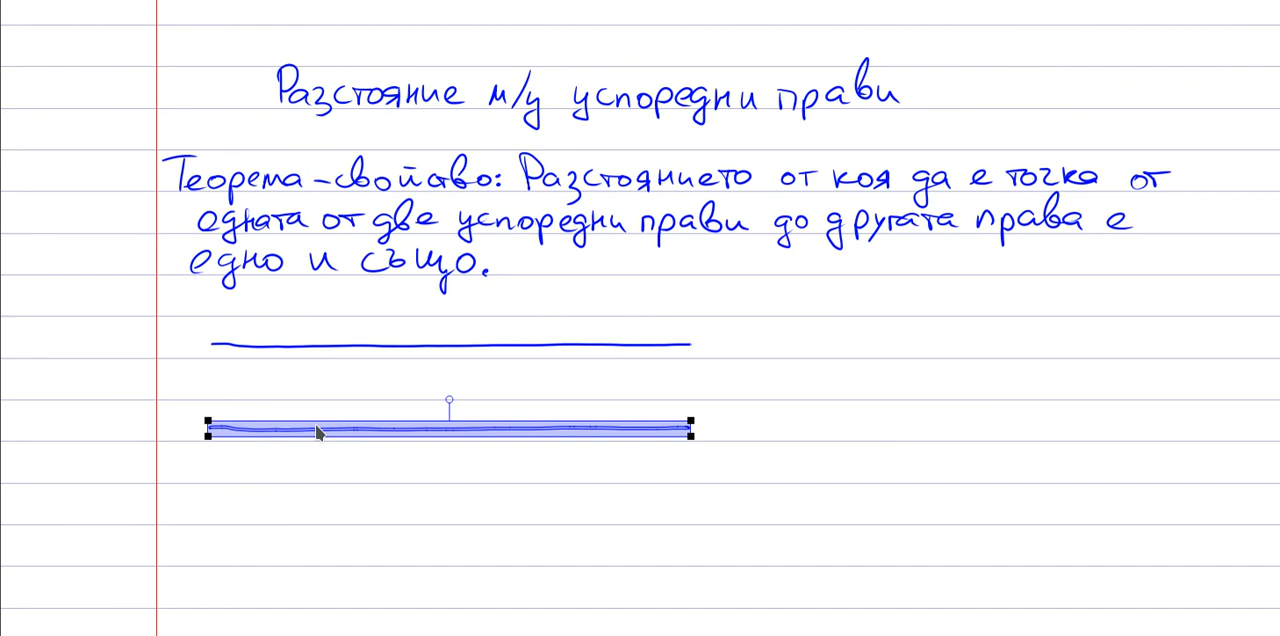 Разстояние м/у успоредни прави
Теорема-свойство: Разстоянието от коя да е точка от
едната от две успоредни прави до другата права е
едно и също.